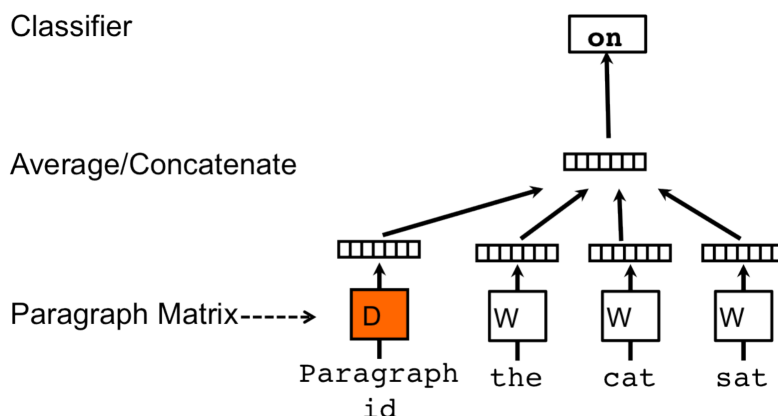 Classifier
on
Average/Concatenate
Paragraph Matrix
D
W
W
W
Paragraph
id
the
cat
sat